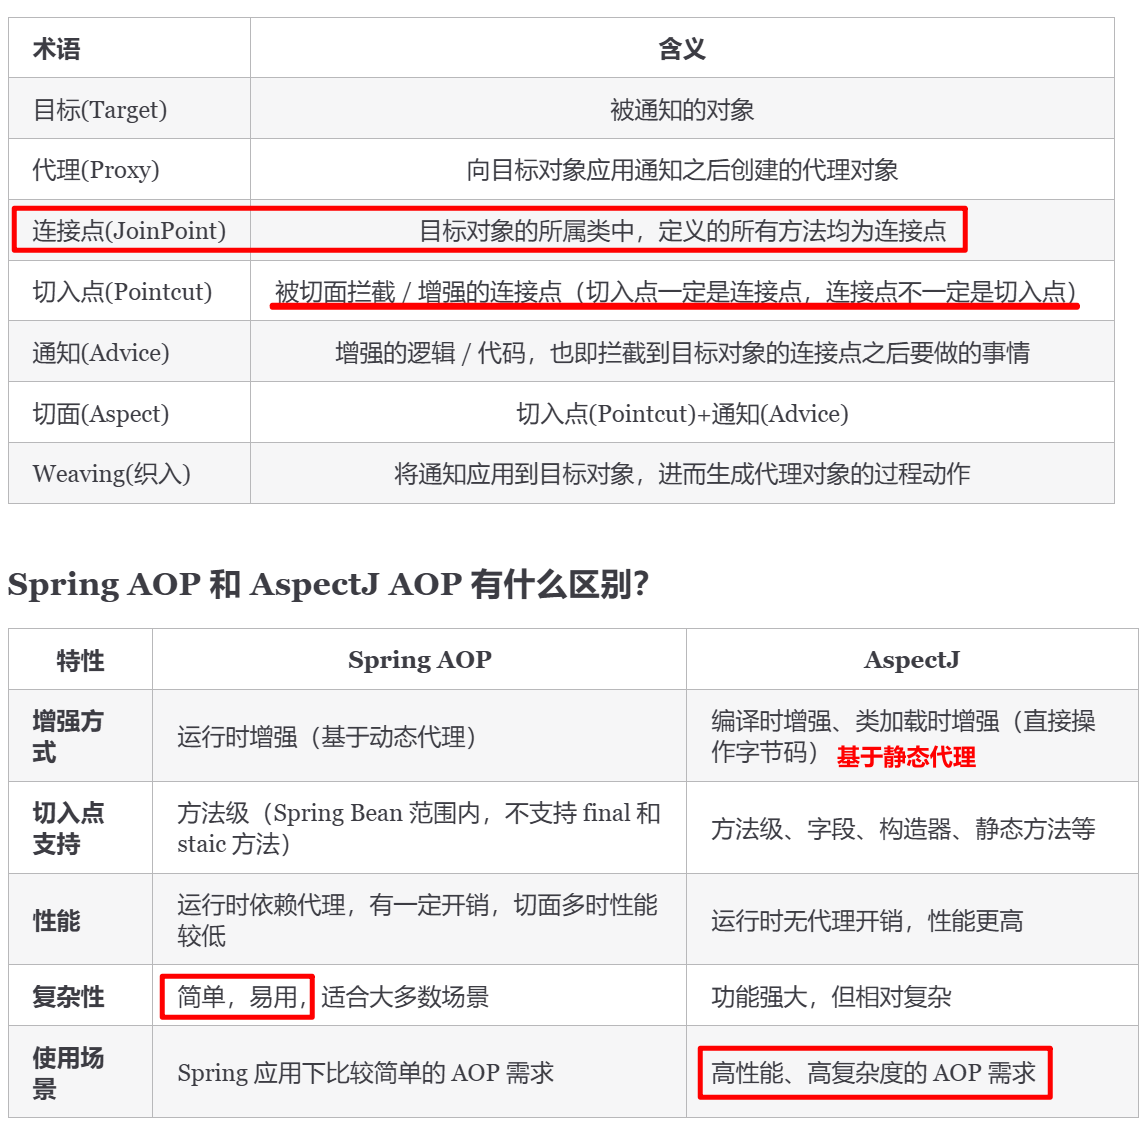 术语 含义
目标(Target) 被通知的对象
代理(Proxy) 向目标对象应用通知之后创建的代理对象
连接点(JoinPoint) 目标对象的所属类中，定义的所有方法均为连接点
切入点(Pointcut) 被切面拦截 / 增强的连接点（切入点一定是连接点，连接点不一定是切入点）
通知(Advice) 增强的逻辑 / 代码，也即拦截到目标对象的连接点之后要做的事情
切面(Aspect) 切入点(Pointcut)+通知(Advice)
Weaving(织入) 将通知应用到目标对象，进而生成代理对象的过程动作
Spring AOP 和 AspectJ AOP 有什么区别？
特性 Spring AOP AspectJ
增强方
式
运行时增强（基于动态代理）
编译时增强、类加载时增强（直接操
作字节码） 基于静态代理
切入点
支持
方法级（Spring Bean 范围内，不支持 final 和
staic 方法）
方法级、字段、构造器、静态方法等
性能
运行时依赖代理，有一定开销，切面多时性能
较低
运行时无代理开销，性能更高
复杂性 简单，易用，适合大多数场景 功能强大，但相对复杂
使用场
景
Spring 应用下比较简单的 AOP 需求
高性能、高复杂度的 AOP 需求